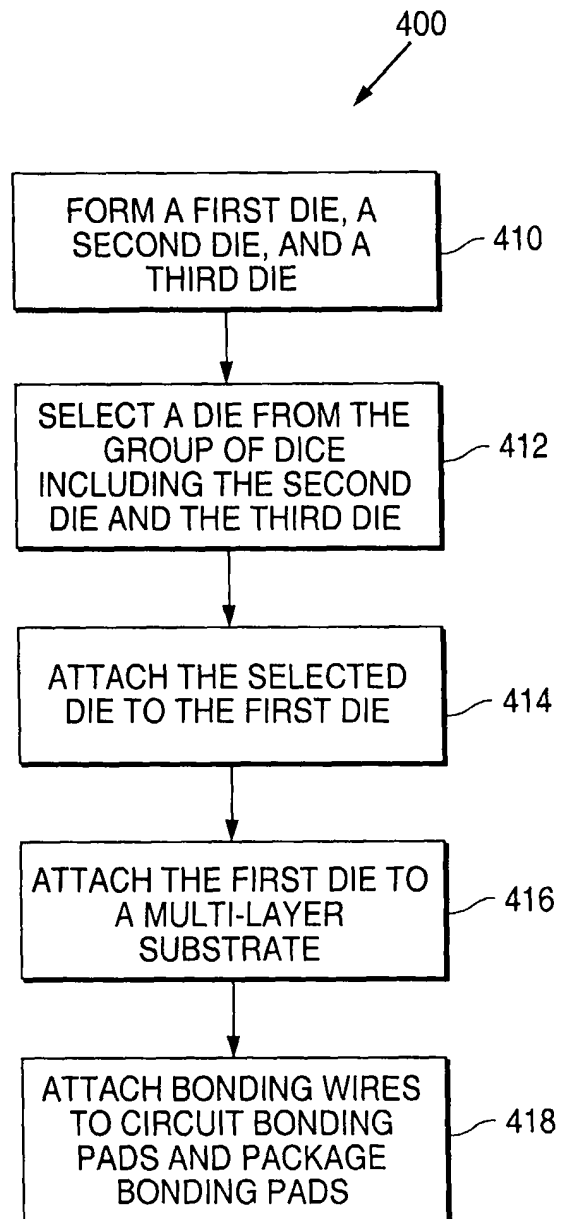 400
FORM A FIRST DIE, A
SECOND DIE, AND A
THIRD DIE
410
SELECT A DIE FROM THE
GROUP OF DICE
INCLUDING THE SECOND
DIE AND THE THIRD DIE
412
ATTACH THE SELECTED
DIE TO THE FIRST DIE
414
ATTACH THE FIRST DIE TO
A MULTI-LAYER
SUBSTRATE
416
ATTACH BONDING WIRES
TO CIRCUIT BONDING
PADS AND PACKAGE
BONDING PADS
418